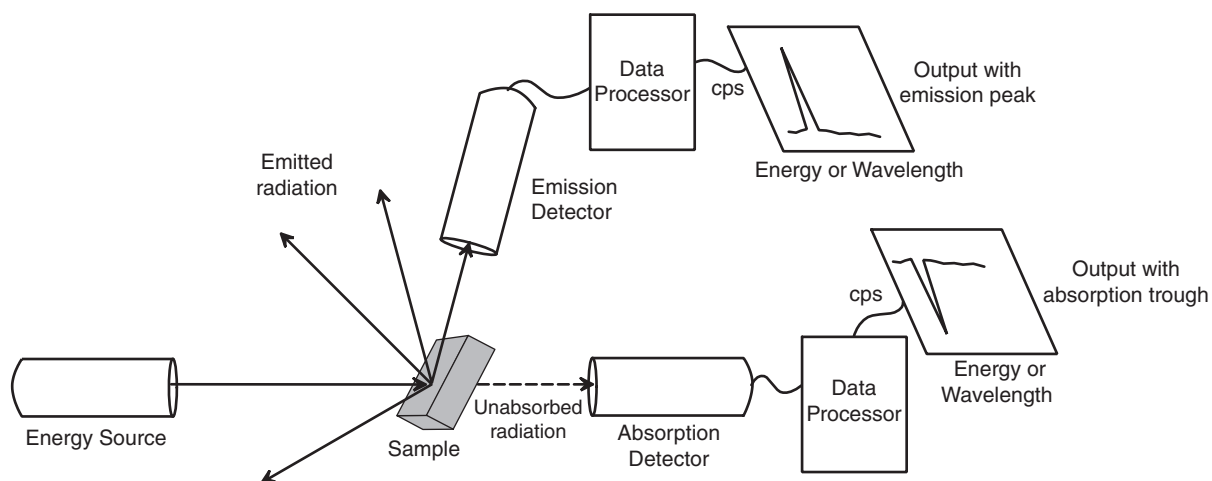 Data
Processor
cps
Output with
emission peak
Energy or Wavelength
Emitted
radiation
Emission
Detector
Output with
absorption trough
cps
Energy or
Wavelength
Data
Processor
Energy Source
Sample
Unabsorbed
radiation
Absorption
Detector